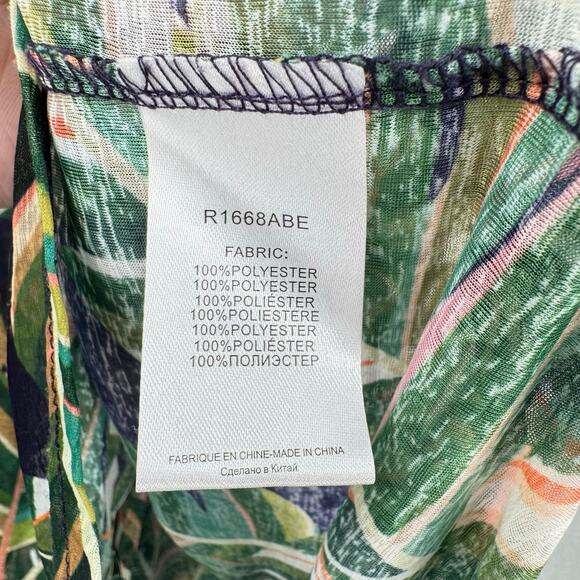 R1668ABE
FABRIC:
100%POLYESTER
100%POLYESTER
100%POLIÉSTER
100%POLIESTERE
100%POLYESTER
100%POLIÉSTER
100%ПОЛИЭСТЕР
FABRIQUE EN CHINE-MADE IN CHINA
Сделано в Китай